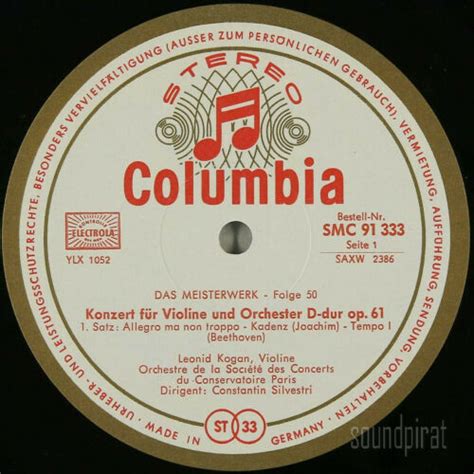 MADE IN GERMANY · URHEBER- UND LEISTUNGSSCHUTZRECHTE, BESONDERS VERVIELFÄLTIGUNG (AUSSER ZUM PERSÖNLICHEN GEBRAUCH), VERMIETUNG, AUFFÜHRUNG, SENDUNG, VORBEHALTEN
STEREO
Columbia
Bestell-Nr.
SMC 91 333
Seite 1
SAXW 2386
ELECTROLA
YLX 1052
DAS MEISTERWERK - Folge 50
Konzert für Violine und Orchester D-dur op. 61
1. Satz: Allegro ma non troppo - Kadenz (Joachim) - Tempo I
(Beethoven)
Leonid Kogan, Violine
Orchestre de la Société des Concerts
du Conservatoire Paris
Dirigent: Constantin Silvestri
ST 33
soundpirat